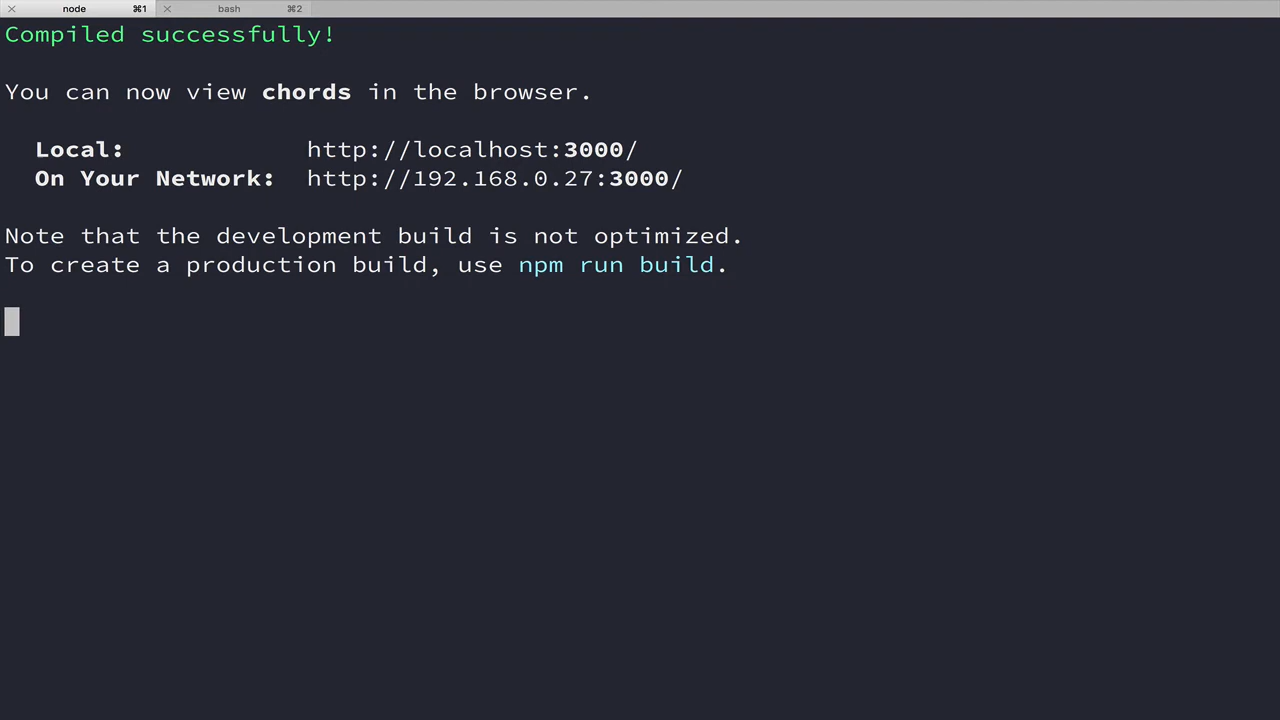 node ⌘1 bash ⌘2
Compiled successfully!
You can now view chords in the browser.
Local: http://localhost:3000/
On Your Network: http://192.168.0.27:3000/
Note that the development build is not optimized.
To create a production build, use npm run build.